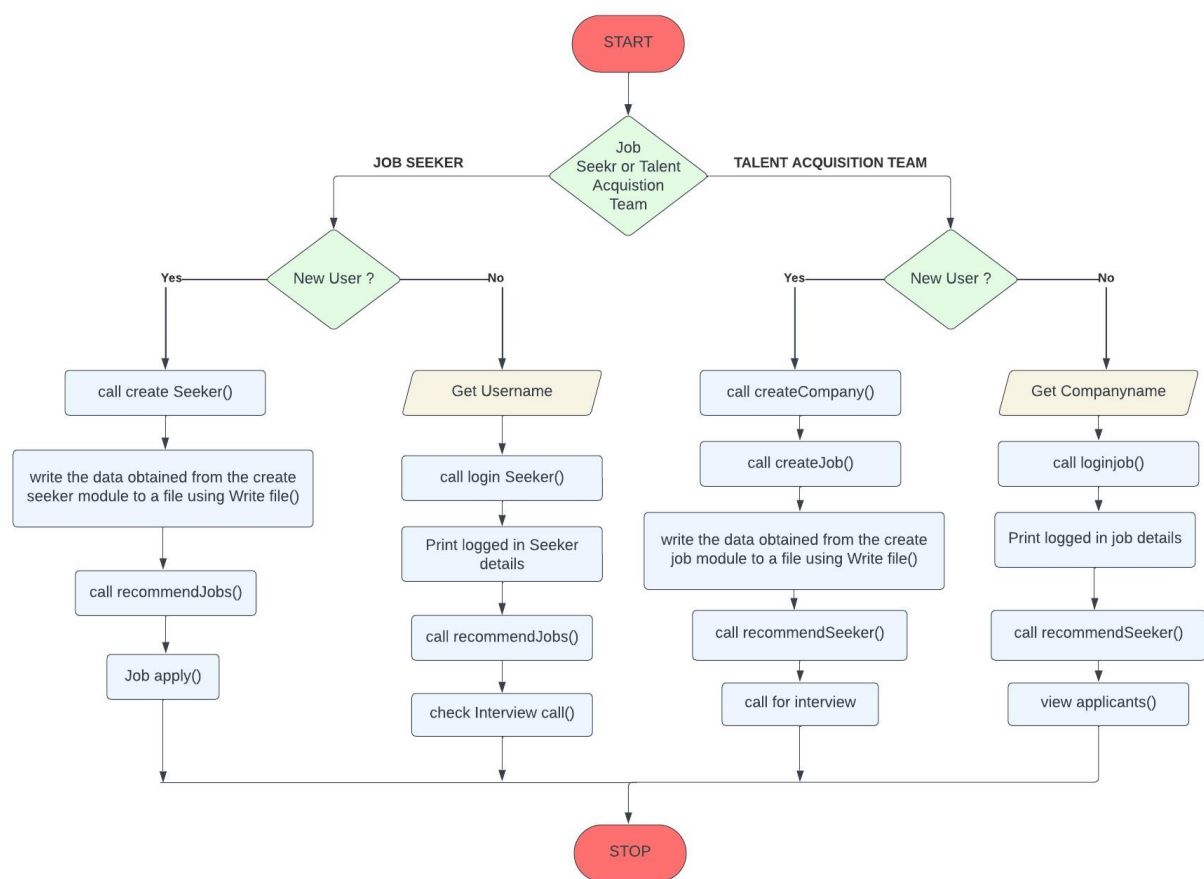 START
Job
Seekr or Talent
Acquistion
Team
JOB SEEKER
TALENT ACQUISITION TEAM
New User ?
New User ?
Yes
No
Yes
No
call create Seeker()
Get Username
call createCompany()
Get Companyname
write the data obtained from the create
seeker module to a file using Write file()
call login Seeker()
call createJob()
call loginjob()
Print logged in Seeker
details
write the data obtained from the create
job module to a file using Write file()
Print logged in job details
call recommendJobs()
call recommendJobs()
call recommendSeeker()
call recommendSeeker()
Job apply()
check Interview call()
call for interview
view applicants()
STOP